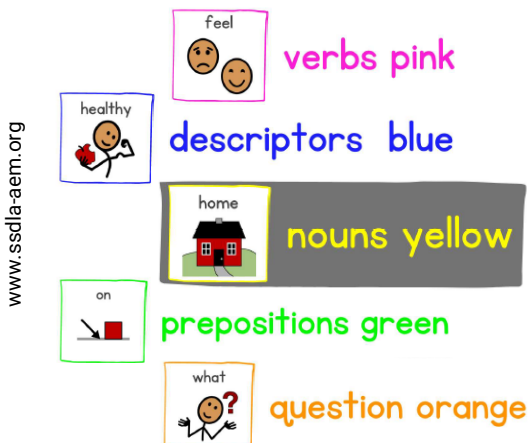 feel
verbs pink
healthy
descriptors blue
home
nouns yellow
on
prepositions green
what
?
question orange
www.ssdla-aem.org